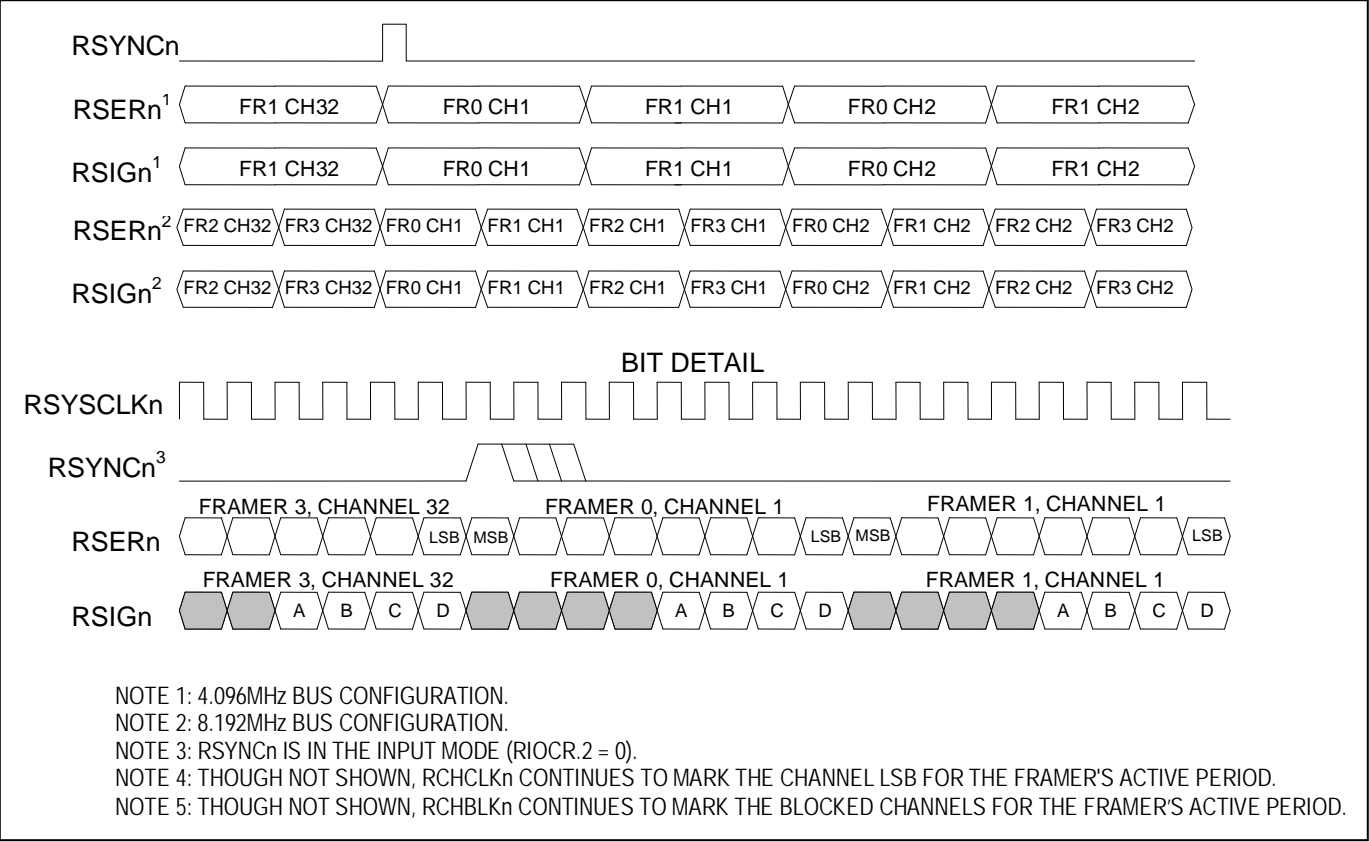 RSYNCn
RSERn1 FR1 CH32 FR0 CH1 FR1 CH1 FR0 CH2 FR1 CH2
RSIGn1 FR1 CH32 FR0 CH1 FR1 CH1 FR0 CH2 FR1 CH2
RSERn2 FR2 CH32 FR3 CH32 FR0 CH1 FR1 CH1 FR2 CH1 FR3 CH1 FR0 CH2 FR1 CH2 FR2 CH2 FR3 CH2
RSIGn2 FR2 CH32 FR3 CH32 FR0 CH1 FR1 CH1 FR2 CH1 FR3 CH1 FR0 CH2 FR1 CH2 FR2 CH2 FR3 CH2
BIT DETAIL
RSYSCLKn
RSYNCn3
FRAMER 3, CHANNEL 32 FRAMER 0, CHANNEL 1 FRAMER 1, CHANNEL 1
RSERn LSB MSB LSB MSB LSB
FRAMER 3, CHANNEL 32 FRAMER 0, CHANNEL 1 FRAMER 1, CHANNEL 1
RSIGn A B C D A B C D A B C D
NOTE 1: 4.096MHz BUS CONFIGURATION.
NOTE 2: 8.192MHz BUS CONFIGURATION.
NOTE 3: RSYNCn IS IN THE INPUT MODE (RIOCR.2 = 0).
NOTE 4: THOUGH NOT SHOWN, RCHCLKn CONTINUES TO MARK THE CHANNEL LSB FOR THE FRAMER'S ACTIVE PERIOD.
NOTE 5: THOUGH NOT SHOWN, RCHBLKn CONTINUES TO MARK THE BLOCKED CHANNELS FOR THE FRAMER'S ACTIVE PERIOD.